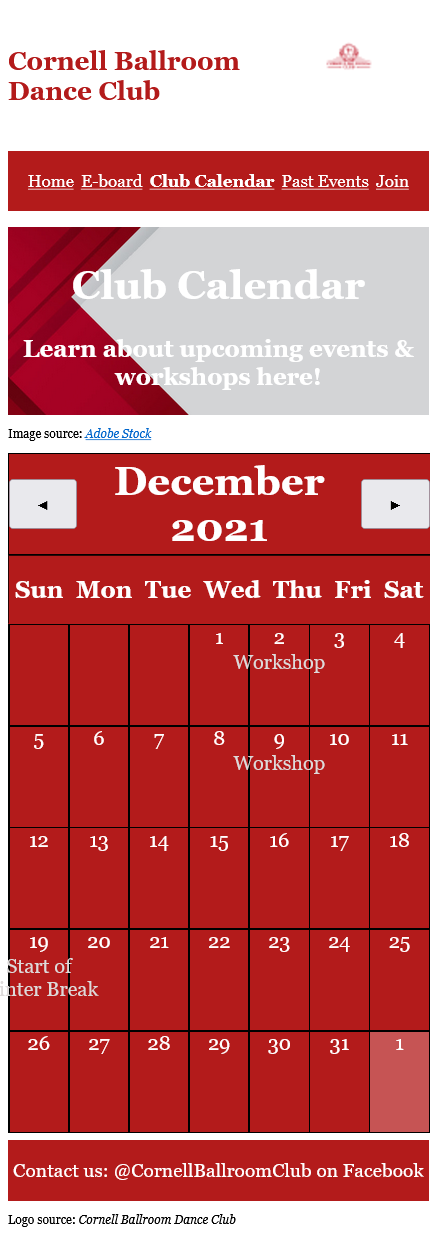 Cornell Ballroom
Dance Club
Home E-board Club Calendar Past Events Join
Club Calendar
Learn about upcoming events &
workshops here!
Image source: Adobe Stock
◄ December ►
2021
Sun Mon Tue Wed Thu Fri Sat
1 2 3 4
Workshop
5 6 7 8 9 10 11
Workshop
12 13 14 15 16 17 18
19 20 21 22 23 24 25
Start of
inter Break
26 27 28 29 30 31 1
Contact us: @CornellBallroomClub on Facebook
Logo source: Cornell Ballroom Dance Club